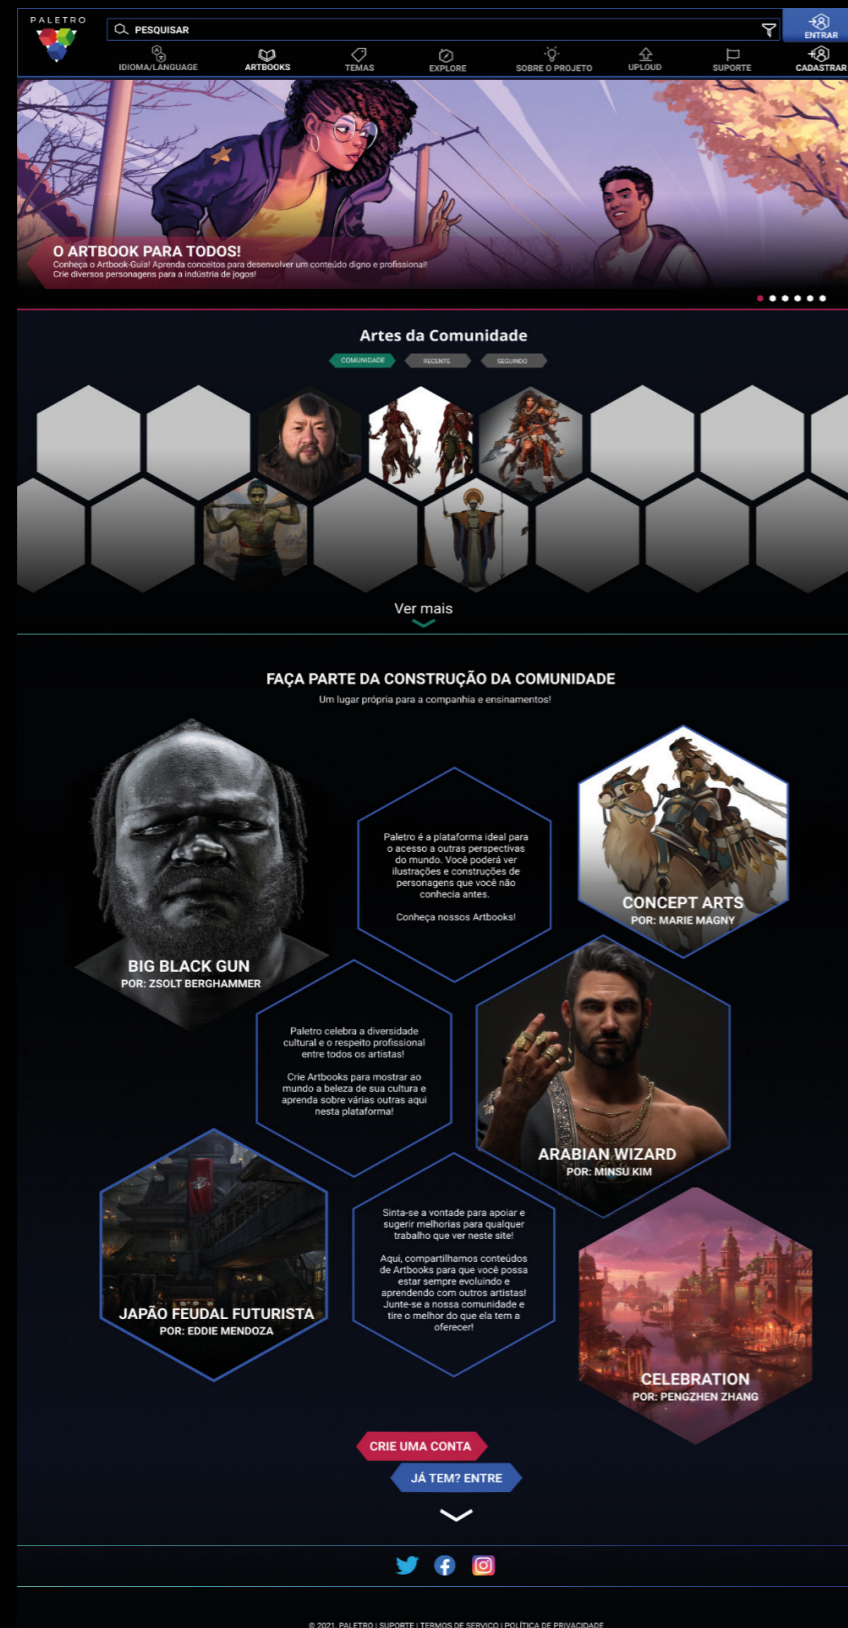 PALETRO
PESQUISAR
ENTRAR
IDIOMA/LANGUAGE
ARTBOOKS
TEMAS
EXPLORE
SOBRE O PROJETO
UPLOUD
SUPORTE
CADASTRAR
O ARTBOOK PARA TODOS!
Conheça o Artbook-Guia! Aprenda conceitos para desenvolver um conteúdo digno e profissional!
Crie diversos personagens para a indústria de jogos!
Artes da Comunidade
COMUNIDADE
RECENTE
SEGUINDO
Ver mais
FAÇA PARTE DA CONSTRUÇÃO DA COMUNIDADE
Um lugar própria para a companhia e ensinamentos!
Paletro é a plataforma ideal para
o acesso a outras perspectivas
do mundo. Você poderá ver
ilustrações e construções de
personagens que você não
conhecia antes.
Conheça nossos Artbooks!
CONCEPT ARTS
POR: MARIE MAGNY
BIG BLACK GUN
POR: ZSOLT BERGHAMMER
Paletro celebra a diversidade
cultural e o respeito profissional
entre todos os artistas!
Crie Artbooks para mostrar ao
mundo a beleza de sua cultura e
aprenda sobre várias outras aqui
nesta plataforma!
ARABIAN WIZARD
POR: MINSU KIM
Sinta-se a vontade para apoiar e
sugerir melhorias para qualquer
trabalho que ver neste site!
Aqui, compartilhamos conteúdos
de Artbooks para que você possa
estar sempre evoluindo e
aprendendo com outros artistas!
Junte-se a nossa comunidade e
tire o melhor do que ela tem a
oferecer!
JAPÃO FEUDAL FUTURISTA
POR: EDDIE MENDOZA
CELEBRATION
POR: PENGZHEN ZHANG
CRIE UMA CONTA
JÁ TEM? ENTRE
© 2021, PALETRO | SUPORTE | TERMOS DE SERVIÇO | POLÍTICA DE PRIVACIDADE